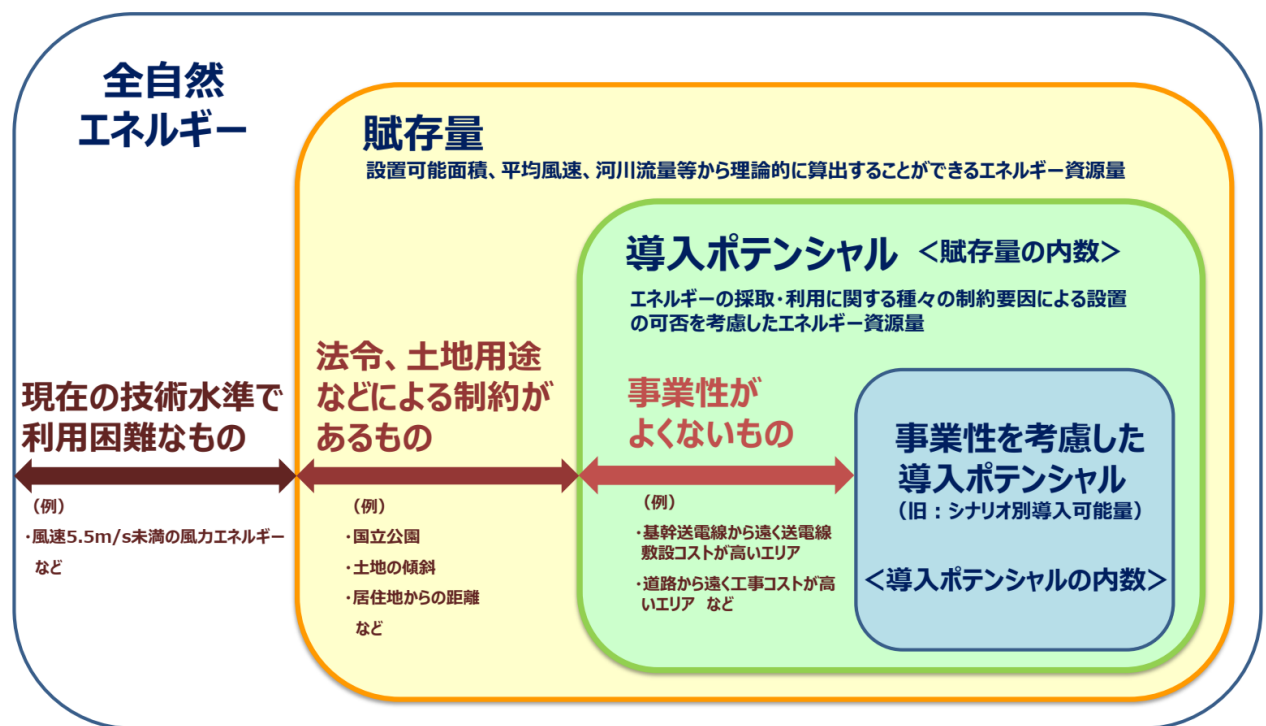 全自然
エネルギー
賦存量
設置可能面積、平均風速、河川流量等から理論的に算出することができるエネルギー資源量
導入ポテンシャル <賦存量の内数>
エネルギーの採取・利用に関する種々の制約要因による設置
の可否を考慮したエネルギー資源量
現在の技術水準で
利用困難なもの
(例)
・風速5.5m/s未満の風力エネルギー
など
法令、土地用途
などによる制約が
あるもの
(例)
・国立公園
・土地の傾斜
・居住地からの距離
など
事業性が
よくないもの
(例)
・基幹送電線から遠く送電線
敷設コストが高いエリア
・道路から遠く工事コストが高
いエリア など
事業性を考慮した
導入ポテンシャル
(旧:シナリオ別導入可能量)
<導入ポテンシャルの内数>